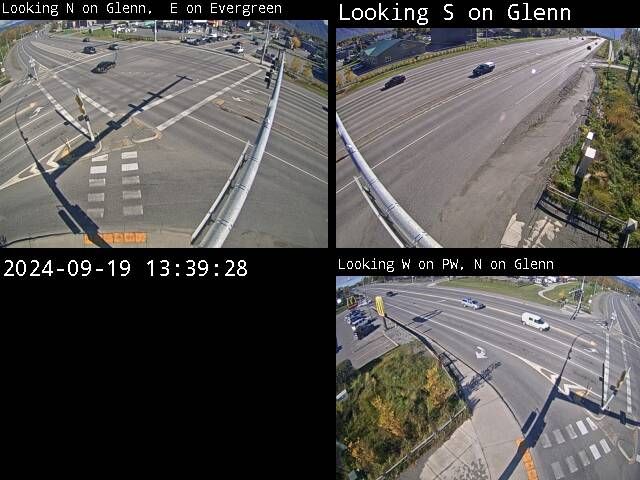 Looking N on Glenn,  E on Evergreen
Looking S on Glenn
2024-09-19 13:39:28
Looking W on PW, N on Glenn